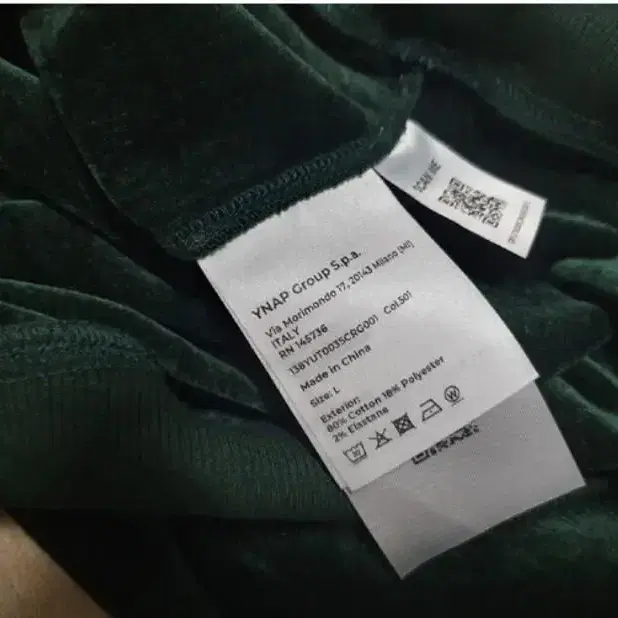 YNAP Group S.p.a.
Via Morimondo 17, 20143 Milano (MI)
ITALY
RN 145736
138YUT0035CRG001 Col.501
Made in China
Size: L
Exterior:
80% Cotton 18% Polyester
2% Elastane
SCAN ME